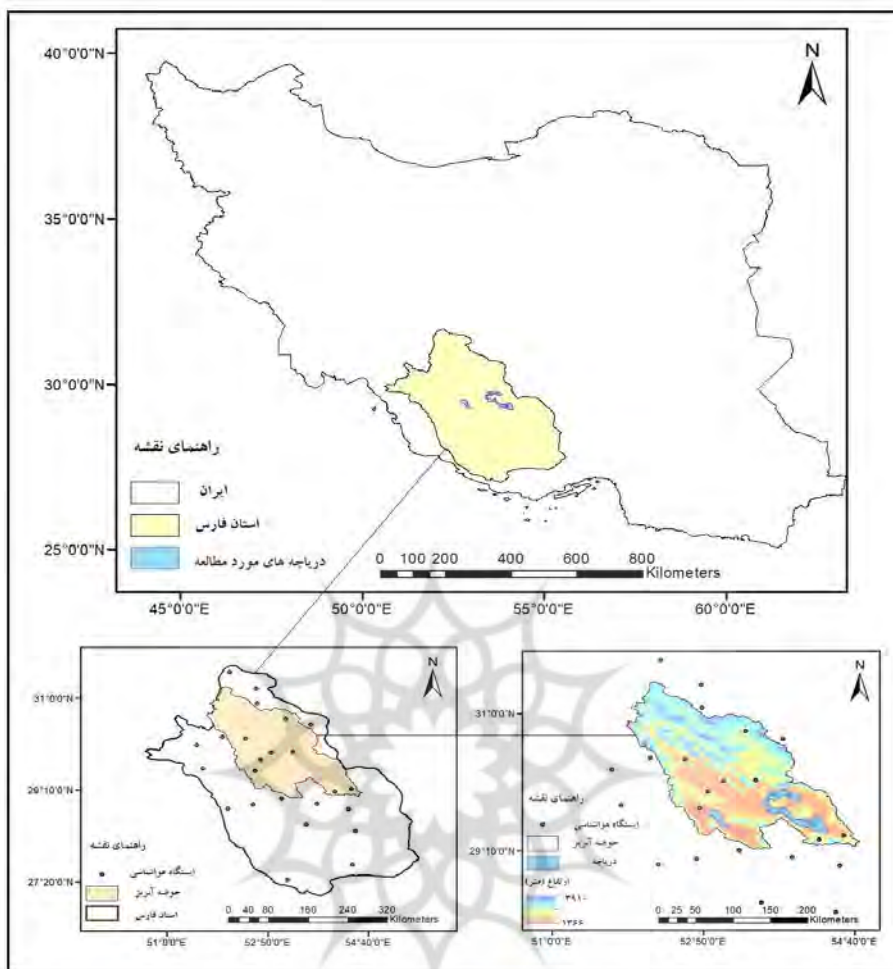 N
40°0'0"N
35°0'0"N
30°0'0"N
25°0'0"N
راهنمای نقشه
ایران
استان فارس
دریاچه های مورد مطالعه
0 100 200 400 600 800
Kilometers
45°0'0"E 50°0'0"E 55°0'0"E 60°0'0"E
N
31°0'0"N
29°10'0"N
27°20'0"N
راهنمای نقشه
ایستگاه هواشناسی
حوضه آبریز
استان فارس
0 40 80 160 240 320
Kilometers
51°0'0"E 52°50'0"E 54°40'0"E
N
31°0'0"N
29°10'0"N
راهنمای نقشه
ایستگاه هواشناسی
حوضه آبریز
دریاچه
ارتفاع (متر)
۳۹۱۰
۱۳۶۶
0 25 50 100 150 200
Kilometers
51°0'0"E 52°50'0"E 54°40'0"E